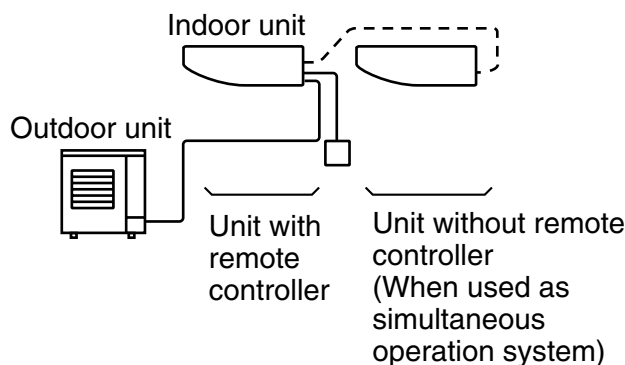 Indoor unit
Outdoor unit
Unit with
remote
controller
Unit without remote
controller
(When used as
simultaneous
operation system)